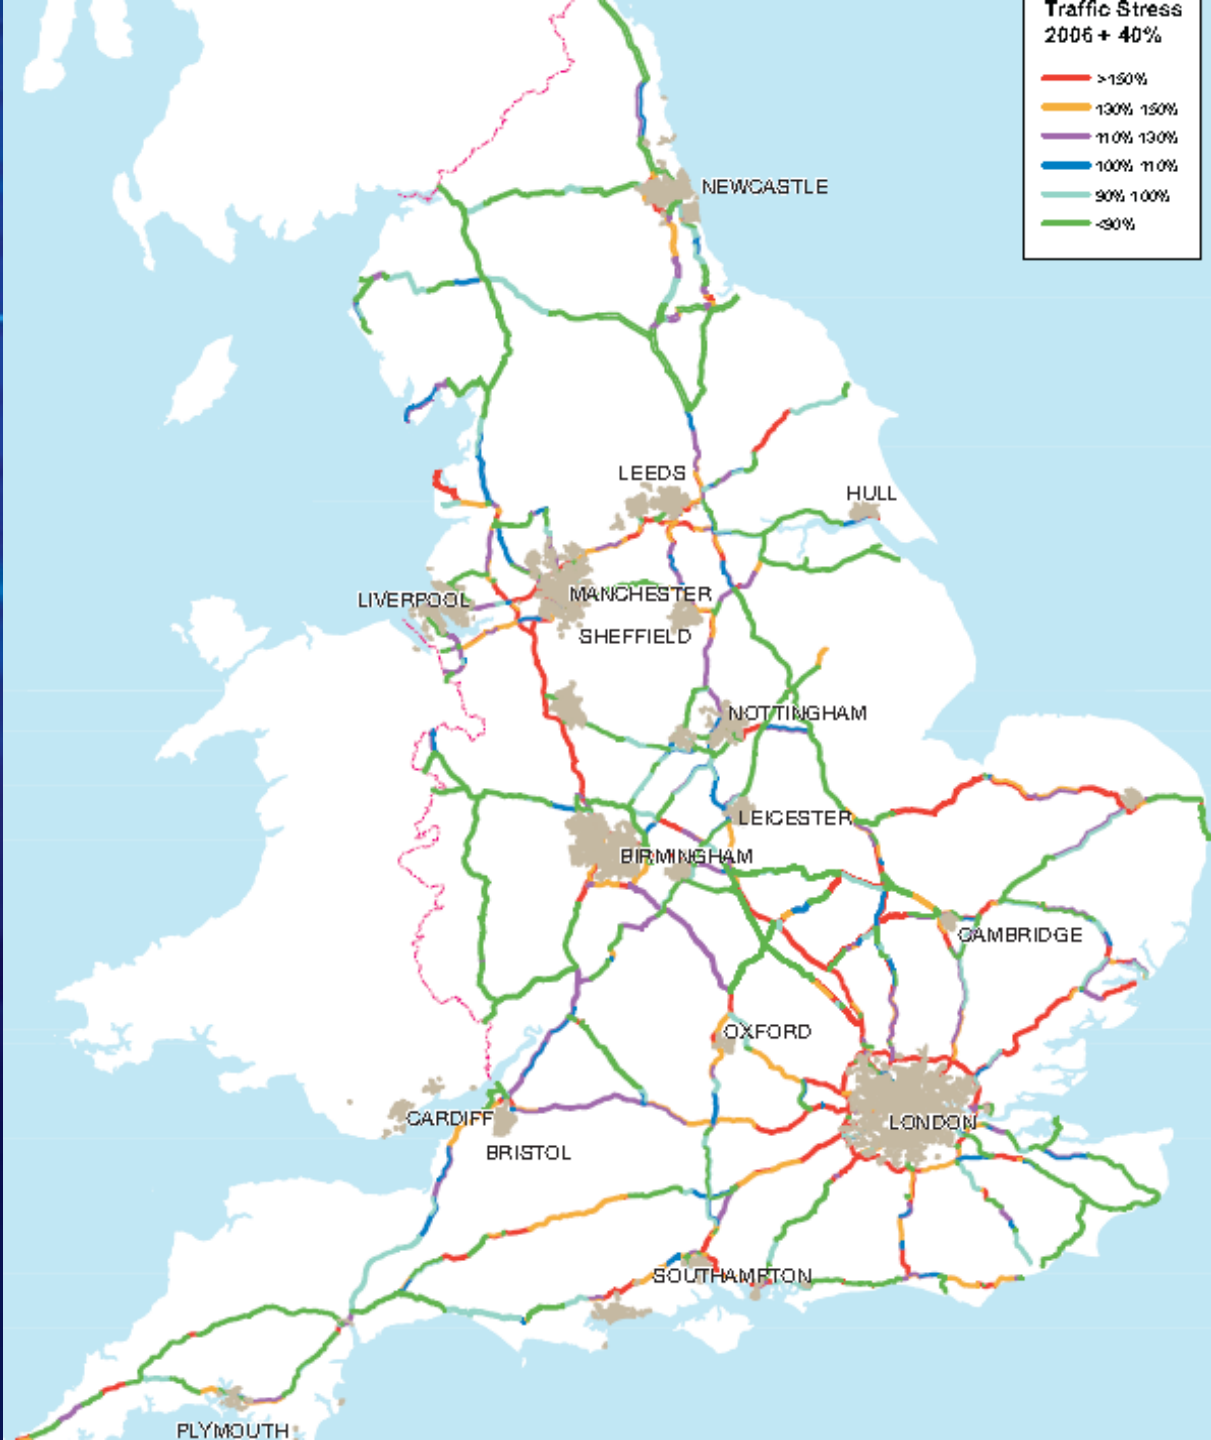 Traffic Stress
2006 + 40%
>150%
130% 150%
110% 130%
100% 110%
90% 100%
<90%
NEWCASTLE
LEEDS
HULL
LIVERPOOL
MANCHESTER
SHEFFIELD
NOTTINGHAM
LEICESTER
BIRMINGHAM
CAMBRIDGE
OXFORD
CARDIFF
LONDON
BRISTOL
SOUTHAMPTON
PLYMOUTH